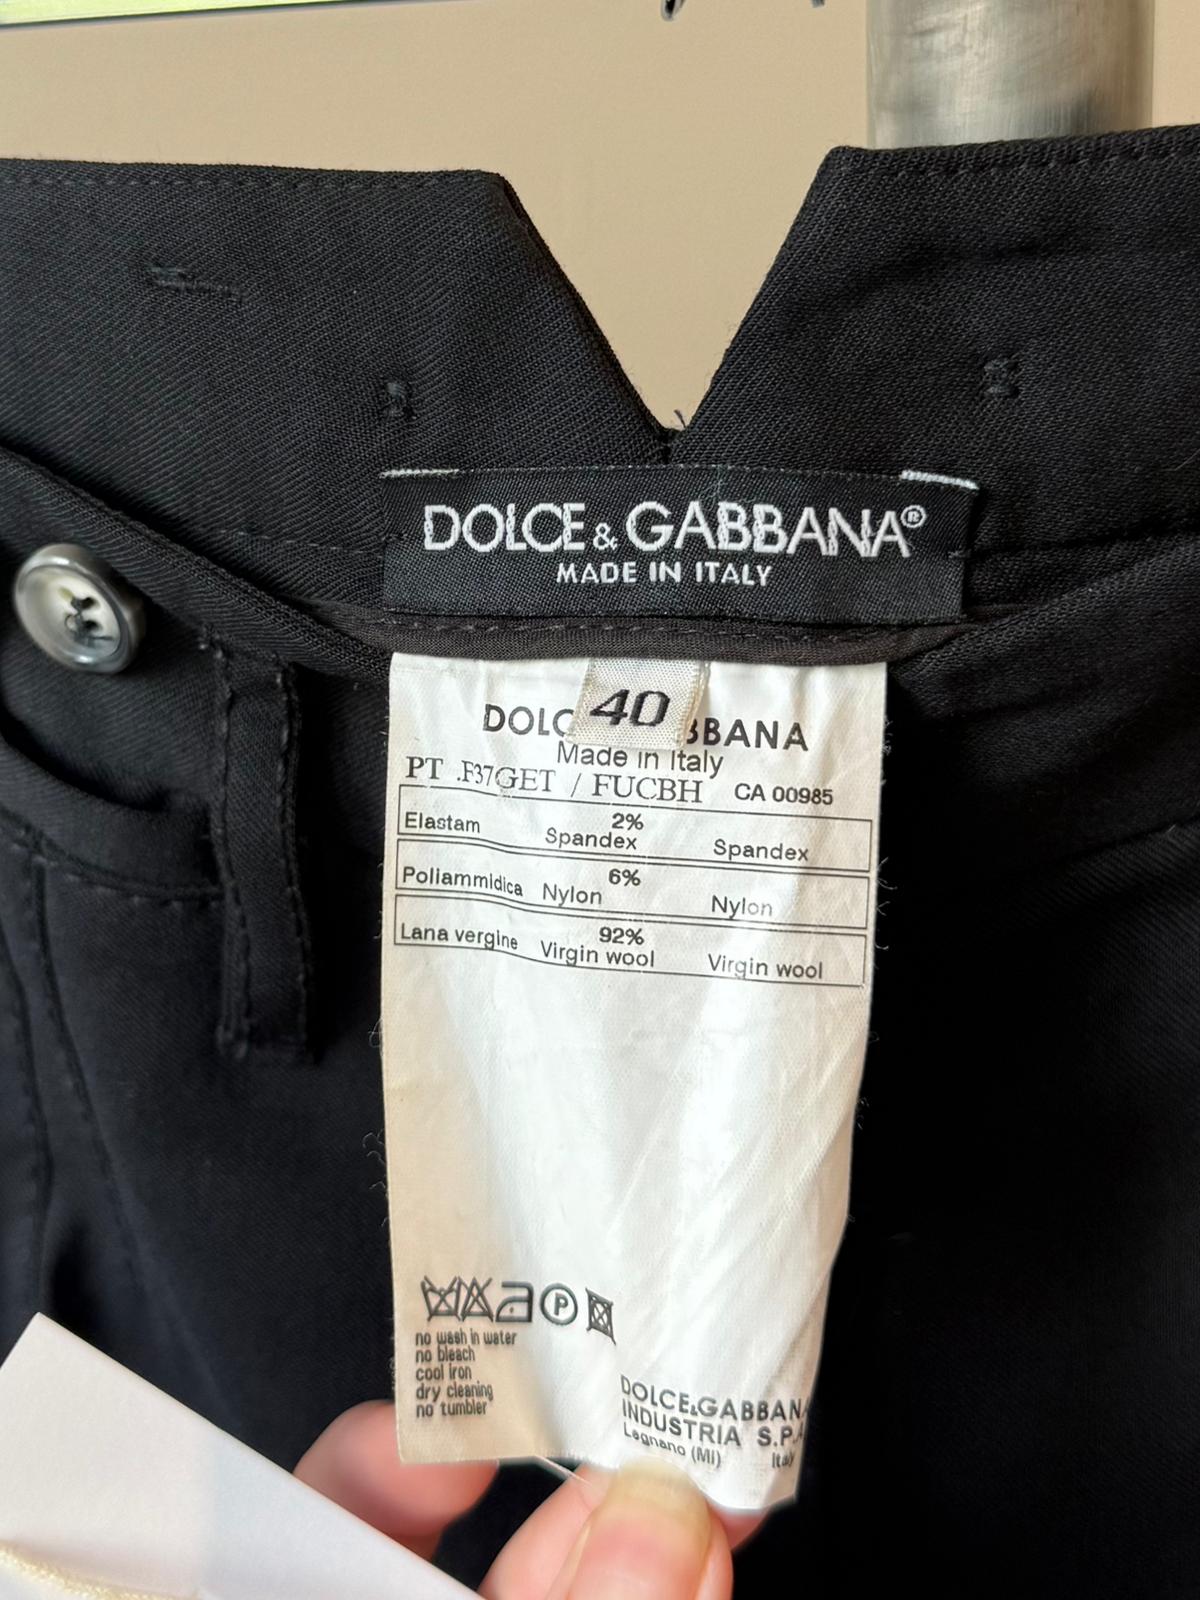 DOLCE & GABBANA®
MADE IN ITALY
40
DOLC BBANA
Made in Italy
PT .F37GET / FUCBH CA 00985
Elastam 2% Spandex Spandex
Poliammidica 6% Nylon Nylon
Lana vergine 92% Virgin wool Virgin wool
P
no wash in water
no bleach
cool iron
dry cleaning
no tumbler
DOLCE&GABBANA
INDUSTRIA S.P.A
Legnano (MI) Italy